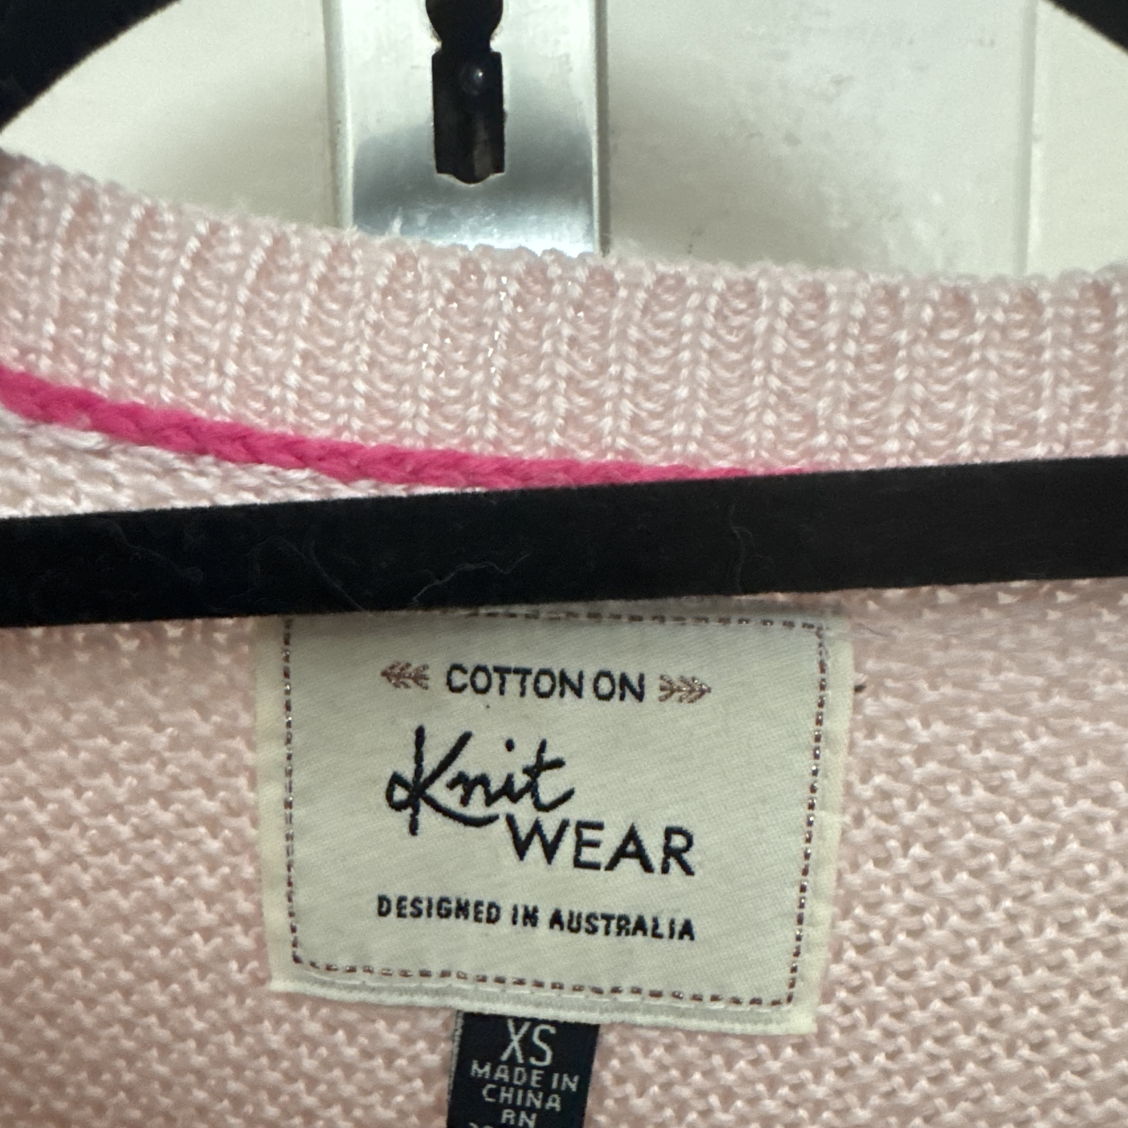 COTTON ON
Knit
WEAR
DESIGNED IN AUSTRALIA
XS
MADE IN
CHINA
RN